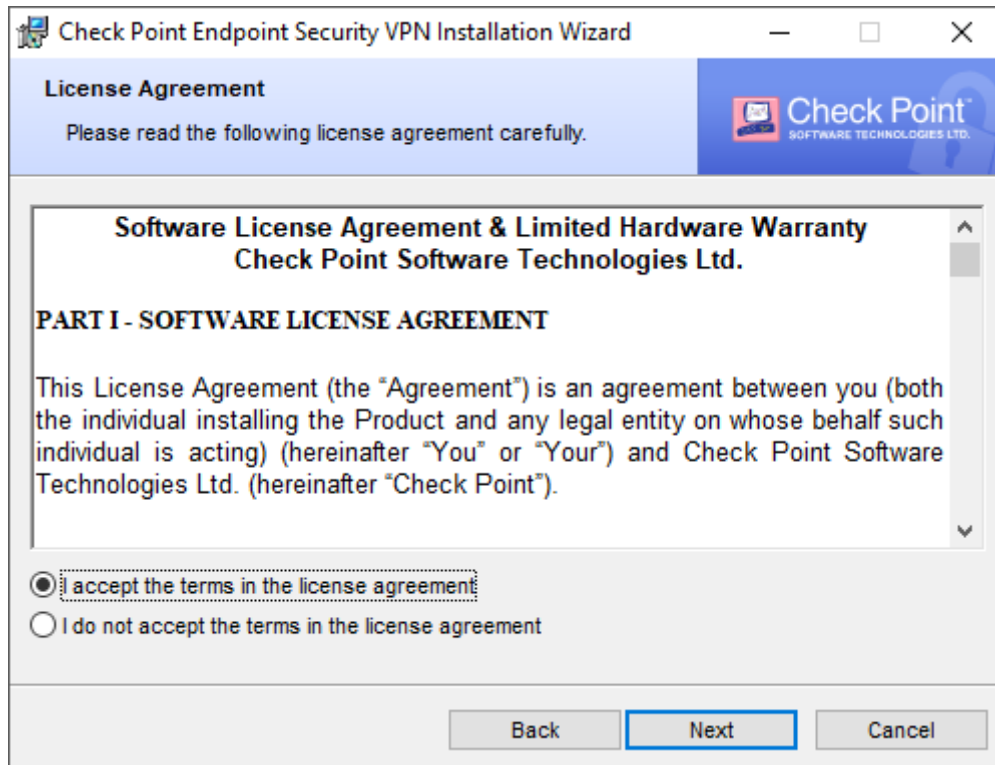 Check Point Endpoint Security VPN Installation Wizard
License Agreement
Please read the following license agreement carefully.
Check Point™
SOFTWARE TECHNOLOGIES LTD.
Software License Agreement & Limited Hardware Warranty
Check Point Software Technologies Ltd.
PART I - SOFTWARE LICENSE AGREEMENT
This License Agreement (the “Agreement”) is an agreement between you (both
the individual installing the Product and any legal entity on whose behalf such
individual is acting) (hereinafter “You” or “Your”) and Check Point Software
Technologies Ltd. (hereinafter “Check Point”).
I accept the terms in the license agreement
I do not accept the terms in the license agreement
Back
Next
Cancel